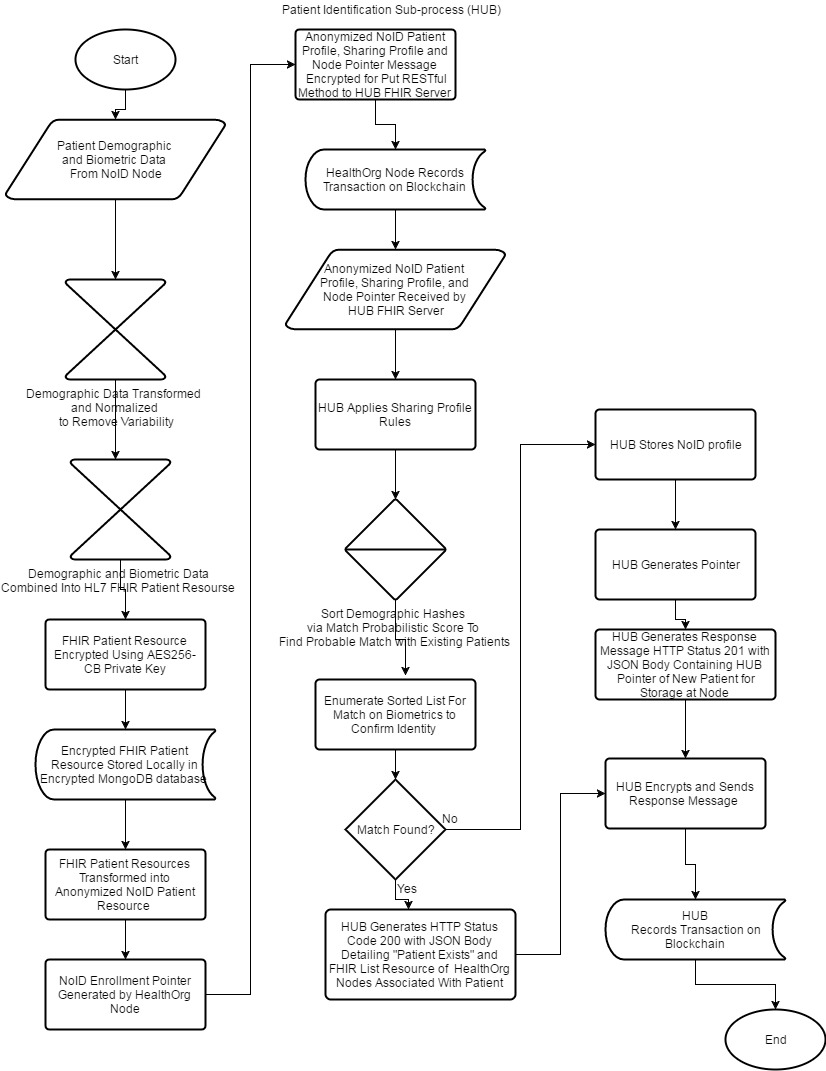 Patient Identification Sub-process (HUB)
Start
Patient Demographic
and Biometric Data
From NoID Node
Demographic Data Transformed
and Normalized
to Remove Variability
Demographic and Biometric Data
Combined Into HL7 FHIR Patient Resourse
FHIR Patient Resource
Encrypted Using AES256-
CB Private Key
Encrypted FHIR Patient
Resource Stored Locally in
Encrypted MongoDB database
FHIR Patient Resources
Transformed into
Anonymized NoID Patient
Resource
NoID Enrollment Pointer
Generated by HealthOrg
Node
Anonymized NoID Patient
Profile, Sharing Profile and
Node Pointer Message
Encrypted for Put RESTful
Method to HUB FHIR Server
HealthOrg Node Records
Transaction on Blockchain
Anonymized NoID Patient
Profile, Sharing Profile, and
Node Pointer Received by
HUB FHIR Server
HUB Applies Sharing Profile
Rules
Sort Demographic Hashes
via Match Probabilistic Score To
Find Probable Match with Existing Patients
Enumerate Sorted List For
Match on Biometrics to
Confirm Identity
Match Found?
No
Yes
HUB Generates HTTP Status
Code 200 with JSON Body
Detailing "Patient Exists" and
FHIR List Resource of HealthOrg
Nodes Associated With Patient
HUB Stores NoID profile
HUB Generates Pointer
HUB Generates Response
Message HTTP Status 201 with
JSON Body Containing HUB
Pointer of New Patient for
Storage at Node
HUB Encrypts and Sends
Response Message
HUB
Records Transaction on
Blockchain
End